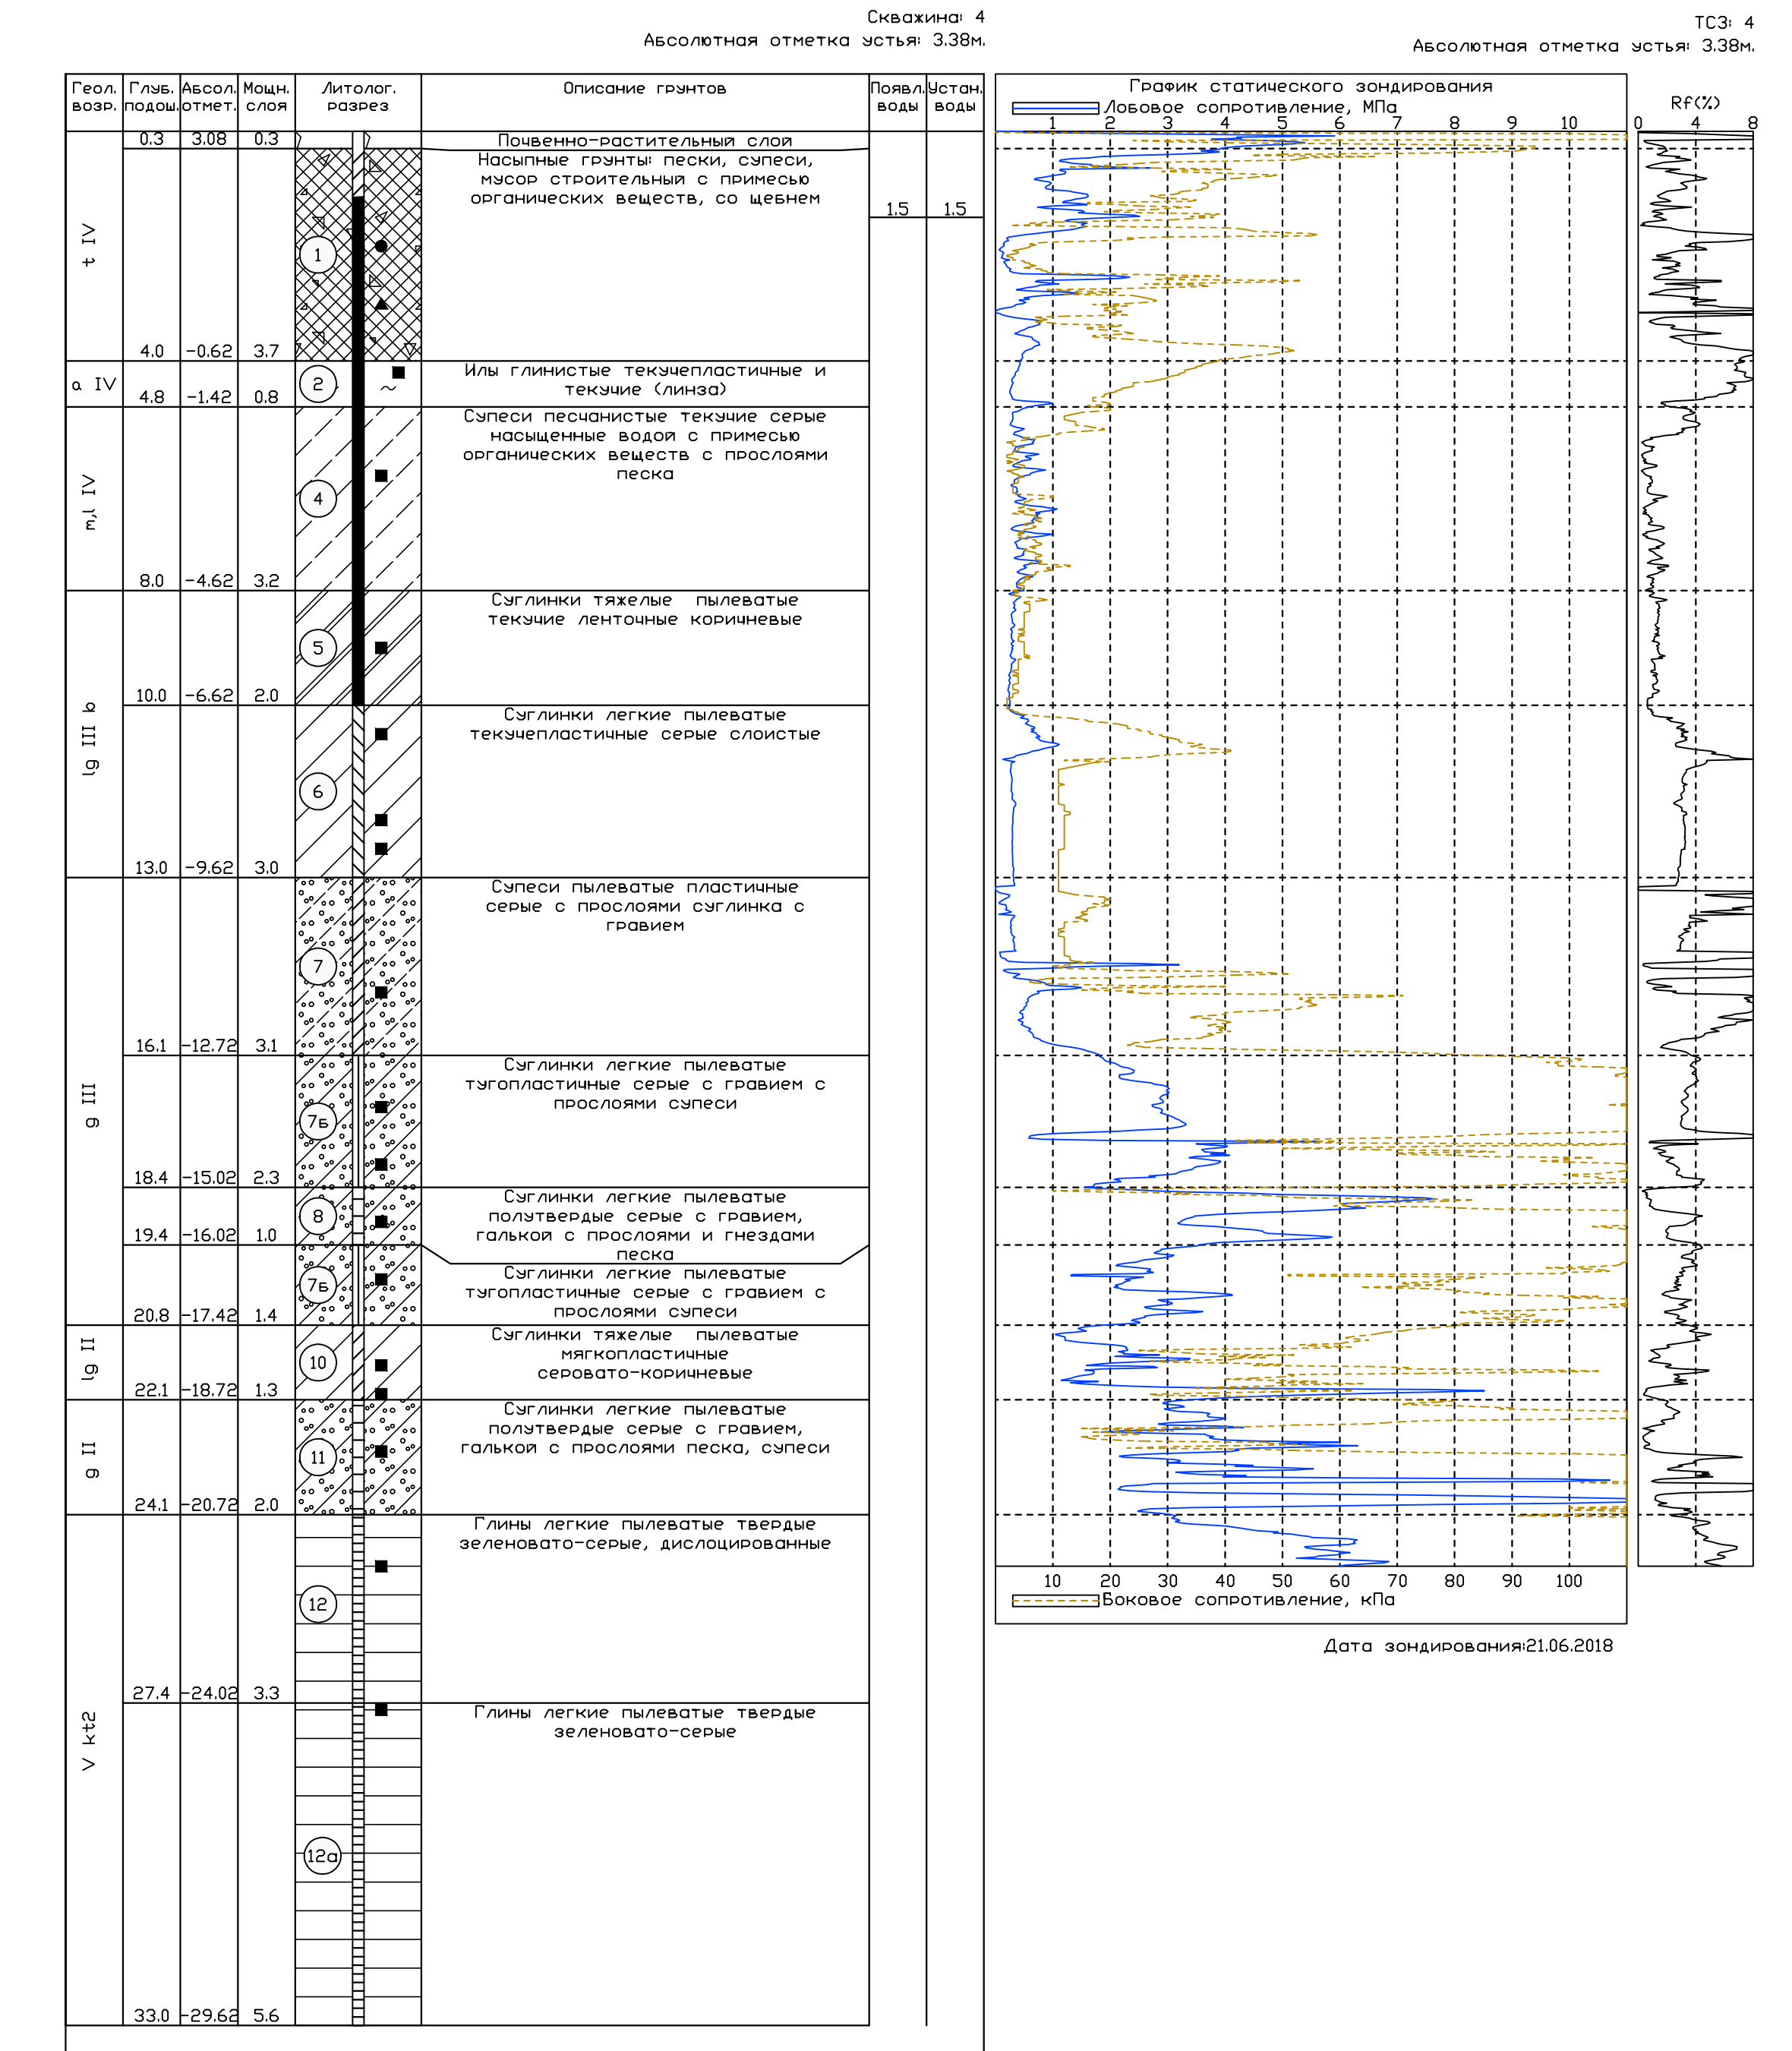 Скважина: 4
Абсолютная отметка устья: 3.38м.
ТСЗ: 4
Абсолютная отметка устья: 3.38м.
Геол. возр.
Глуб. подош.
Абсол. отмет.
Мощн. слоя
Литолог. разрез
Описание грунтов
Появл. воды
Устан. воды
График статического зондирования
Лобовое сопротивление, МПа
1 2 3 4 5 6 7 8 9 10
Rf(%)
0 4 8
0.3 3.08 0.3
Почвенно-растительный слой
t IV
1
Насыпные грунты: пески, супеси,
мусор строительный с примесью
органических веществ, со щебнем
1.5 1.5
4.0 -0.62 3.7
a IV
2
Илы глинистые текучепластичные и
текучие (линза)
4.8 -1.42 0.8
m,l IV
4
Супеси песчанистые текучие серые
насыщенные водой с примесью
органических веществ с прослоями
песка
8.0 -4.62 3.2
lg III b
5
Суглинки тяжелые пылеватые
текучие ленточные коричневые
10.0 -6.62 2.0
6
Суглинки легкие пылеватые
текучепластичные серые слоистые
13.0 -9.62 3.0
g III
7
Супеси пылеватые пластичные
серые с прослоями суглинка с
гравием
16.1 -12.72 3.1
7Б
Суглинки легкие пылеватые
тугопластичные серые с гравием с
прослоями супеси
18.4 -15.02 2.3
8
Суглинки легкие пылеватые
полутвердые серые с гравием,
галькой с прослоями и гнездами
песка
19.4 -16.02 1.0
7Б
Суглинки легкие пылеватые
тугопластичные серые с гравием с
прослоями супеси
20.8 -17.42 1.4
lg II
10
Суглинки тяжелые пылеватые
мягкопластичные
серовато-коричневые
22.1 -18.72 1.3
g II
11
Суглинки легкие пылеватые
полутвердые серые с гравием,
галькой с прослоями песка, супеси
24.1 -20.72 2.0
V kt2
12
Глины легкие пылеватые твердые
зеленовато-серые, дислоцированные
27.4 -24.02 3.3
12а
Глины легкие пылеватые твердые
зеленовато-серые
33.0 -29.62 5.6
10 20 30 40 50 60 70 80 90 100
Боковое сопротивление, кПа
Дата зондирования:21.06.2018